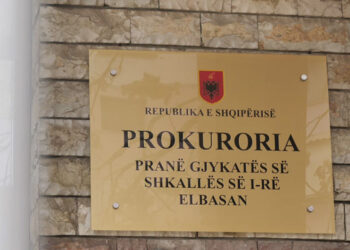 REPUBLIKA E SHQIPËRISË
PROKURORIA
PRANË GJYKATËS SË
SHKALLËS SË I-RË
ELBASAN